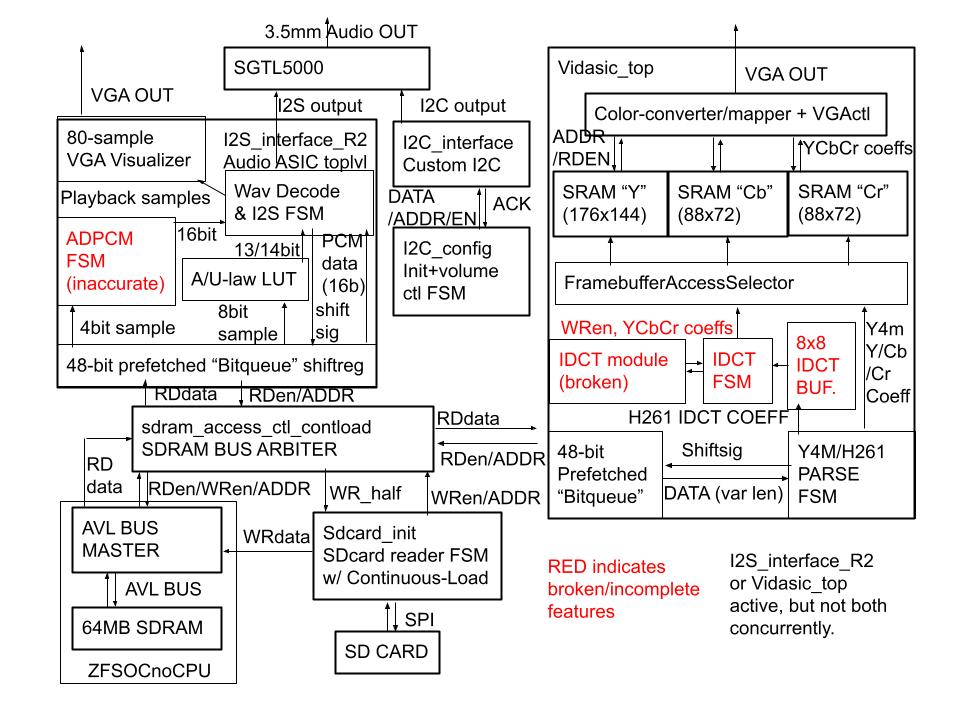 3.5mm Audio OUT
SGTL5000
VGA OUT
I2S output
I2C output
80-sample
VGA Visualizer
I2S_interface_R2
Audio ASIC toplvl
Playback samples
Wav Decode
& I2S FSM
ADPCM
FSM
(inaccurate)
16bit
13/14bit
A/U-law LUT
PCM
data
(16b)
shift
sig
4bit sample
8bit
sample
48-bit prefetched “Bitqueue” shiftreg
I2C_interface
Custom I2C
DATA
/ADDR/EN
ACK
I2C_config
Init+volume
ctl FSM
RDdata
RDen/ADDR
sdram_access_ctl_contload
SDRAM BUS ARBITER
RDdata
RDen/ADDR
RD
data
RDen/WRen/ADDR
WR_half
WRen/ADDR
AVL BUS
MASTER
WRdata
Sdcard_init
SDcard reader FSM
w/ Continuous-Load
AVL BUS
64MB SDRAM
ZFSOCnoCPU
SPI
SD CARD
Vidasic_top
VGA OUT
Color-converter/mapper + VGActl
ADDR
/RDEN
YCbCr coeffs
SRAM “Y”
(176x144)
SRAM “Cb”
(88x72)
SRAM “Cr”
(88x72)
FramebufferAccessSelector
WRen, YCbCr coeffs
IDCT module
(broken)
IDCT
FSM
8x8
IDCT
BUF.
Y4m
Y/Cb
/Cr
Coeff
H261 IDCT COEFF
48-bit
Prefetched
“Bitqueue”
Shiftsig
DATA (var len)
Y4M/H261
PARSE
FSM
RED indicates
broken/incomplete
features
I2S_interface_R2
or Vidasic_top
active, but not both
concurrently.